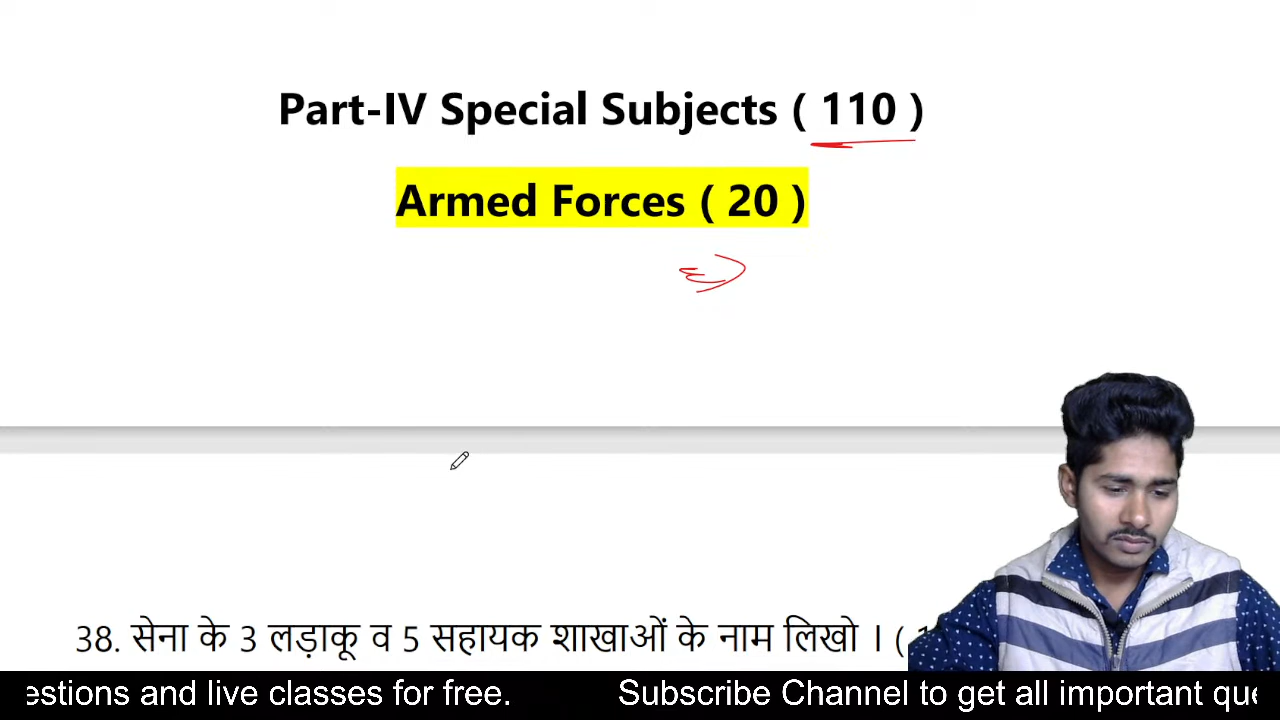 Part-IV Special Subjects ( 110 )
Armed Forces ( 20 )
38. सेना के 3 लड़ाकू व 5 सहायक शाखाओं के नाम लिखो । (
estions and live classes for free. Subscribe Channel to get all important que